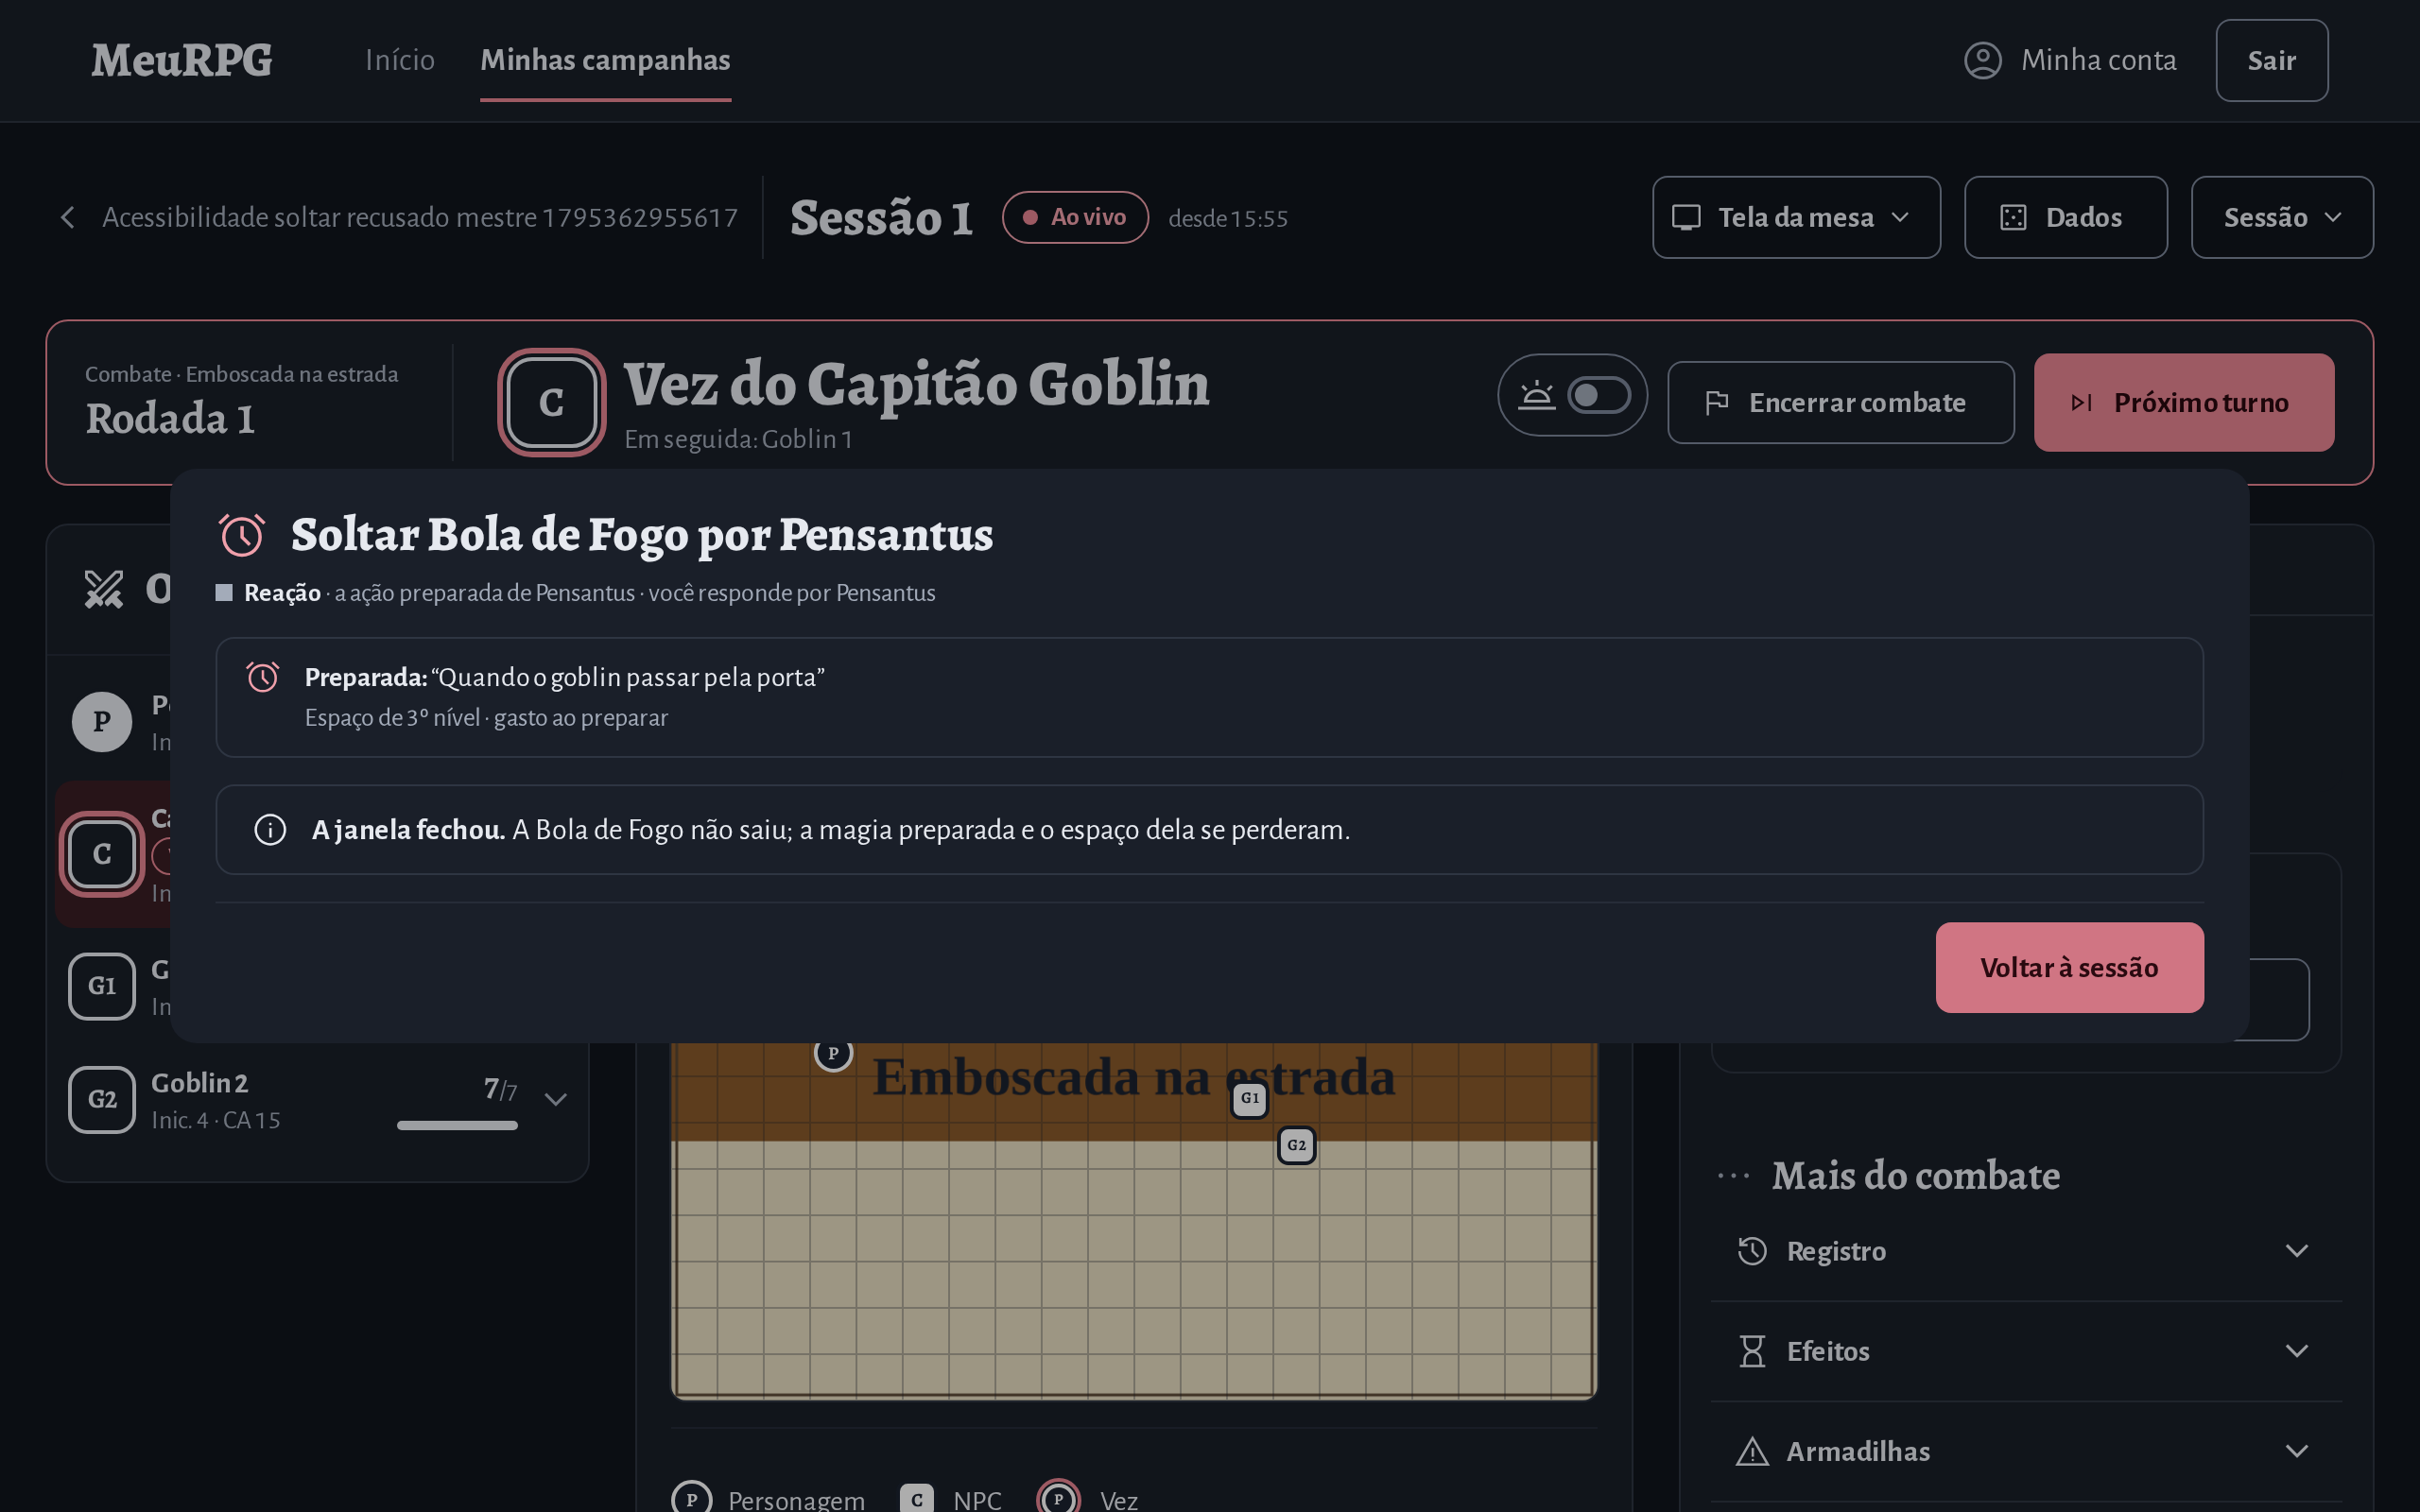 MeuRPG
Início
Minhas campanhas
Minha conta
Sair
Acessibilidade soltar recusado mestre 1795362955617
Sessão 1
Ao vivo
desde 15:55
Tela da mesa
Dados
Sessão
Combate · Emboscada na estrada
Rodada 1
C
Vez do Capitão Goblin
Em seguida: Goblin 1
Encerrar combate
Próximo turno
Soltar Bola de Fogo por Pensantus
Reação · a ação preparada de Pensantus · você responde por Pensantus
Preparada: “Quando o goblin passar pela porta”
Espaço de 3º nível · gasto ao preparar
A janela fechou. A Bola de Fogo não saiu; a magia preparada e o espaço dela se perderam.
Voltar à sessão
P
C
G1
G2
Goblin 2
Inic. 4 · CA 15
7/7
P
Emboscada na estrada
G1
G2
P
Personagem
C
NPC
P
Vez
Mais do combate
Registro
Efeitos
Armadilhas